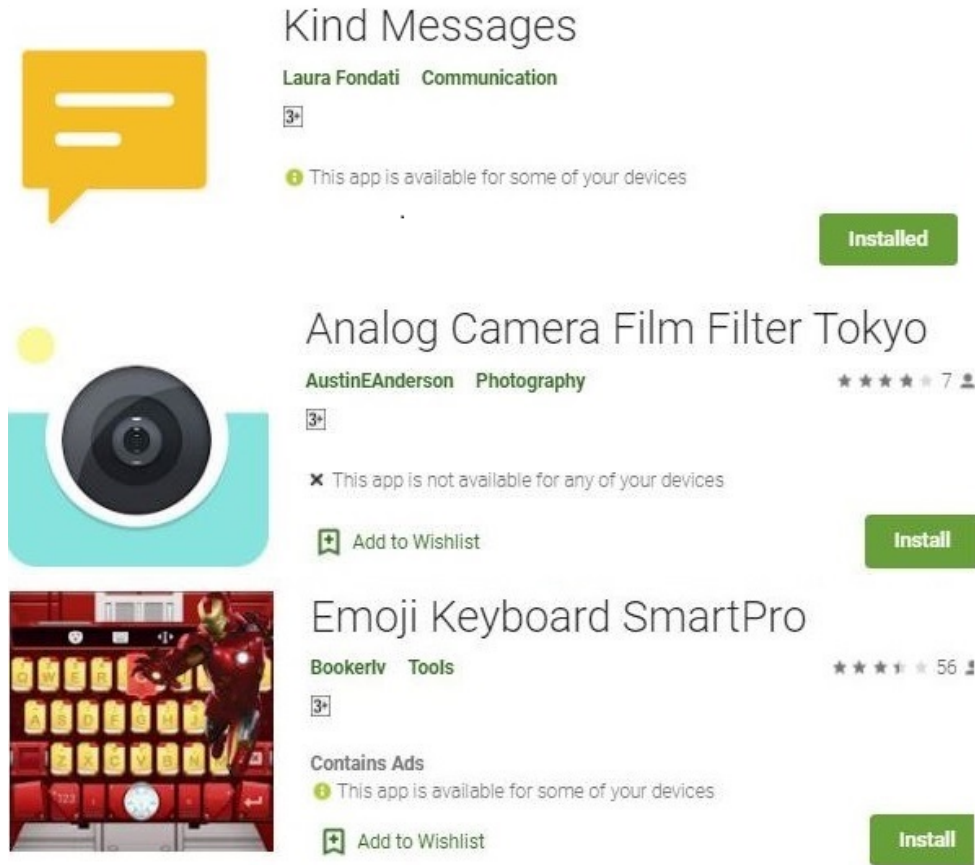 Kind Messages
Laura Fondati Communication
3+
This app is available for some of your devices
Installed
Analog Camera Film Filter Tokyo
AustinEAnderson Photography 7
3+
This app is not available for any of your devices
Add to Wishlist Install
Emoji Keyboard SmartPro
Bookerlv Tools 56
3+
Contains Ads
This app is available for some of your devices
Add to Wishlist Install
Q W E R
A S D F G H J
Z X C V B N
?123